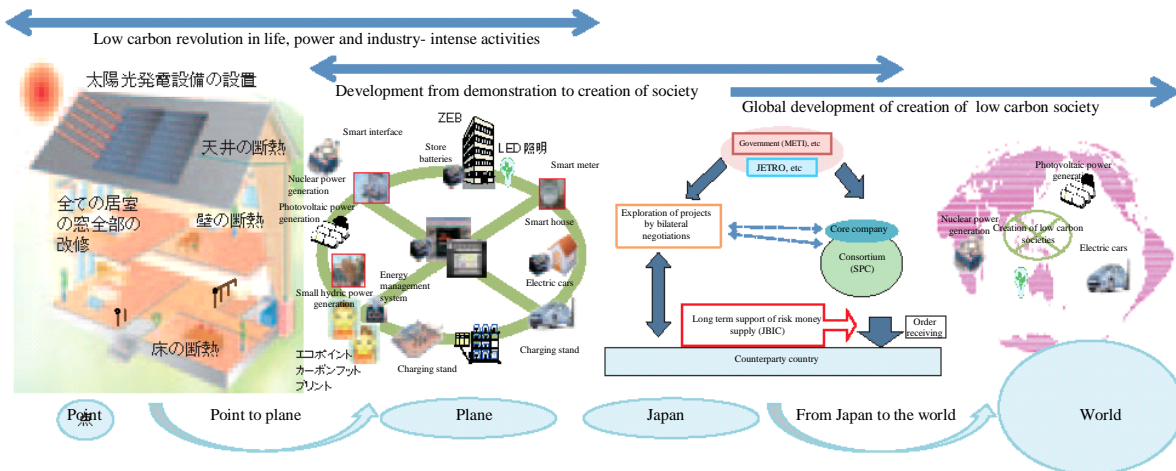 Low carbon revolution in life, power and industry- intense activities
Development from demonstration to creation of society
Global development of creation of low carbon society
太陽光発電設備の設置
天井の断熱
全ての居室
の窓全部の
改修
壁の断熱
床の断熱
Smart interface
Store
batteries
ZEB
LED照明
Smart meter
Nuclear power
generation
Photovoltaic power
generation
Smart house
Small hydric power
generation
Energy
management
system
Electric cars
エコポイント
カーボンフット
プリント
Charging stand
Charging stand
Government (METI), etc
JETRO, etc
Exploration of projects
by bilateral
negotiations
Core company
Consortium
(SPC)
Long term support of risk money
supply (JBIC)
Order
receiving
Counterparty country
Photovoltaic power
generation
Nuclear power
generation
Creation of low carbon
societies
Electric cars
Point
点
Point to plane
Plane
Japan
From Japan to the world
World